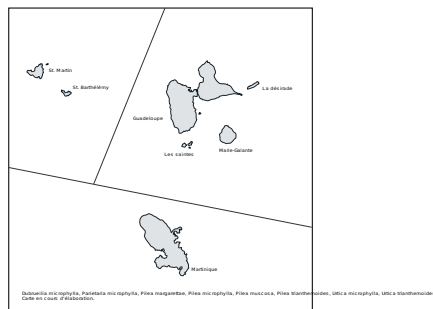 St. Martin
St. Barthélémy
La désirade
Guadeloupe
Les saintes
Marie-Galante
Martinique
Dubrueilia microphylla, Parietaria microphylla, Pilea margarettae, Pilea microphylla, Pilea muscosa, Pilea trianthemoides, Urtica microphylla, Urtica trianthemoides
Carte en cours d'élaboration.